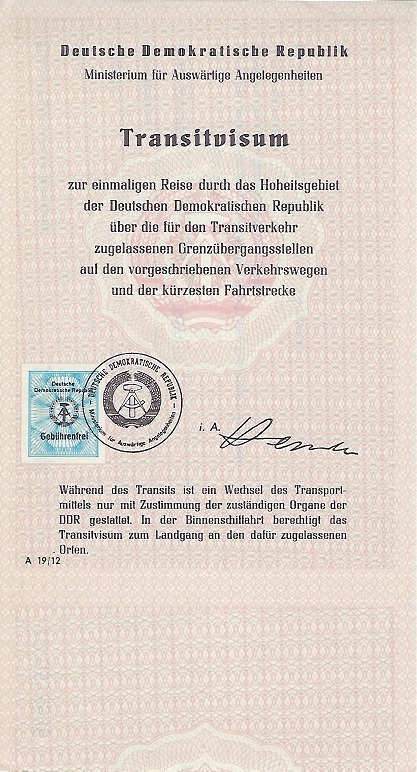 Deutsche Demokratische Republik
Ministerium für Auswärtige Angelegenheiten
Transitvisum
zur einmaligen Reise durch das Hoheitsgebiet
der Deutschen Demokratischen Republik
über die für den Transitverkehr
zugelassenen Grenzübergangsstellen
auf den vorgeschriebenen Verkehrswegen
und der kürzesten Fahrtstrecke
Deutsche
Demokratische Republik
Gebührenfrei
DEUTSCHE DEMOKRATISCHE REPUBLIK
Ministerium für Auswärtige Angelegenheiten
i. A.
Während des Transits ist ein Wechsel des Transport-
mittels nur mit Zustimmung der zuständigen Organe der
DDR gestattet. In der Binnenschiffahrt berechtigt das
Transitvisum zum Landgang an den dafür zugelassenen
Orten.
A 19/12